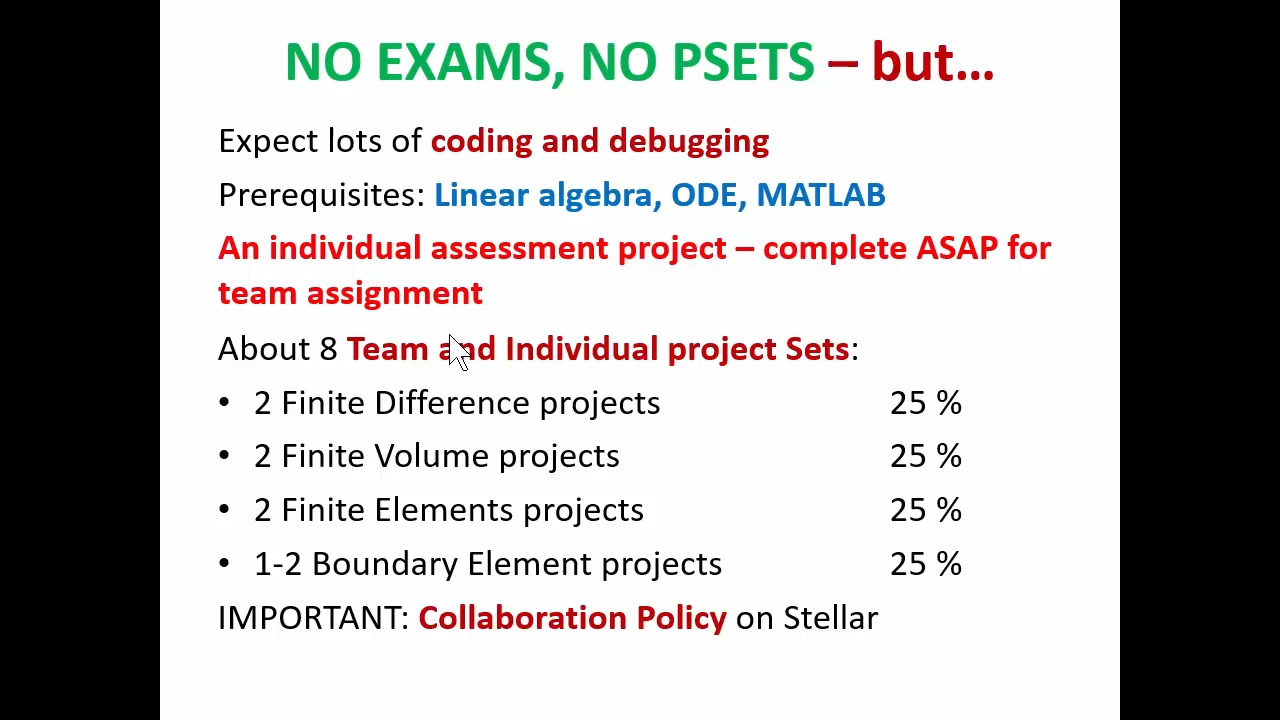 NO EXAMS, NO PSETS – but…
Expect lots of coding and debugging
Prerequisites: Linear algebra, ODE, MATLAB
An individual assessment project – complete ASAP for
team assignment
About 8 Team and Individual project Sets:
• 2 Finite Difference projects 25 %
• 2 Finite Volume projects 25 %
• 2 Finite Elements projects 25 %
• 1-2 Boundary Element projects 25 %
IMPORTANT: Collaboration Policy on Stellar